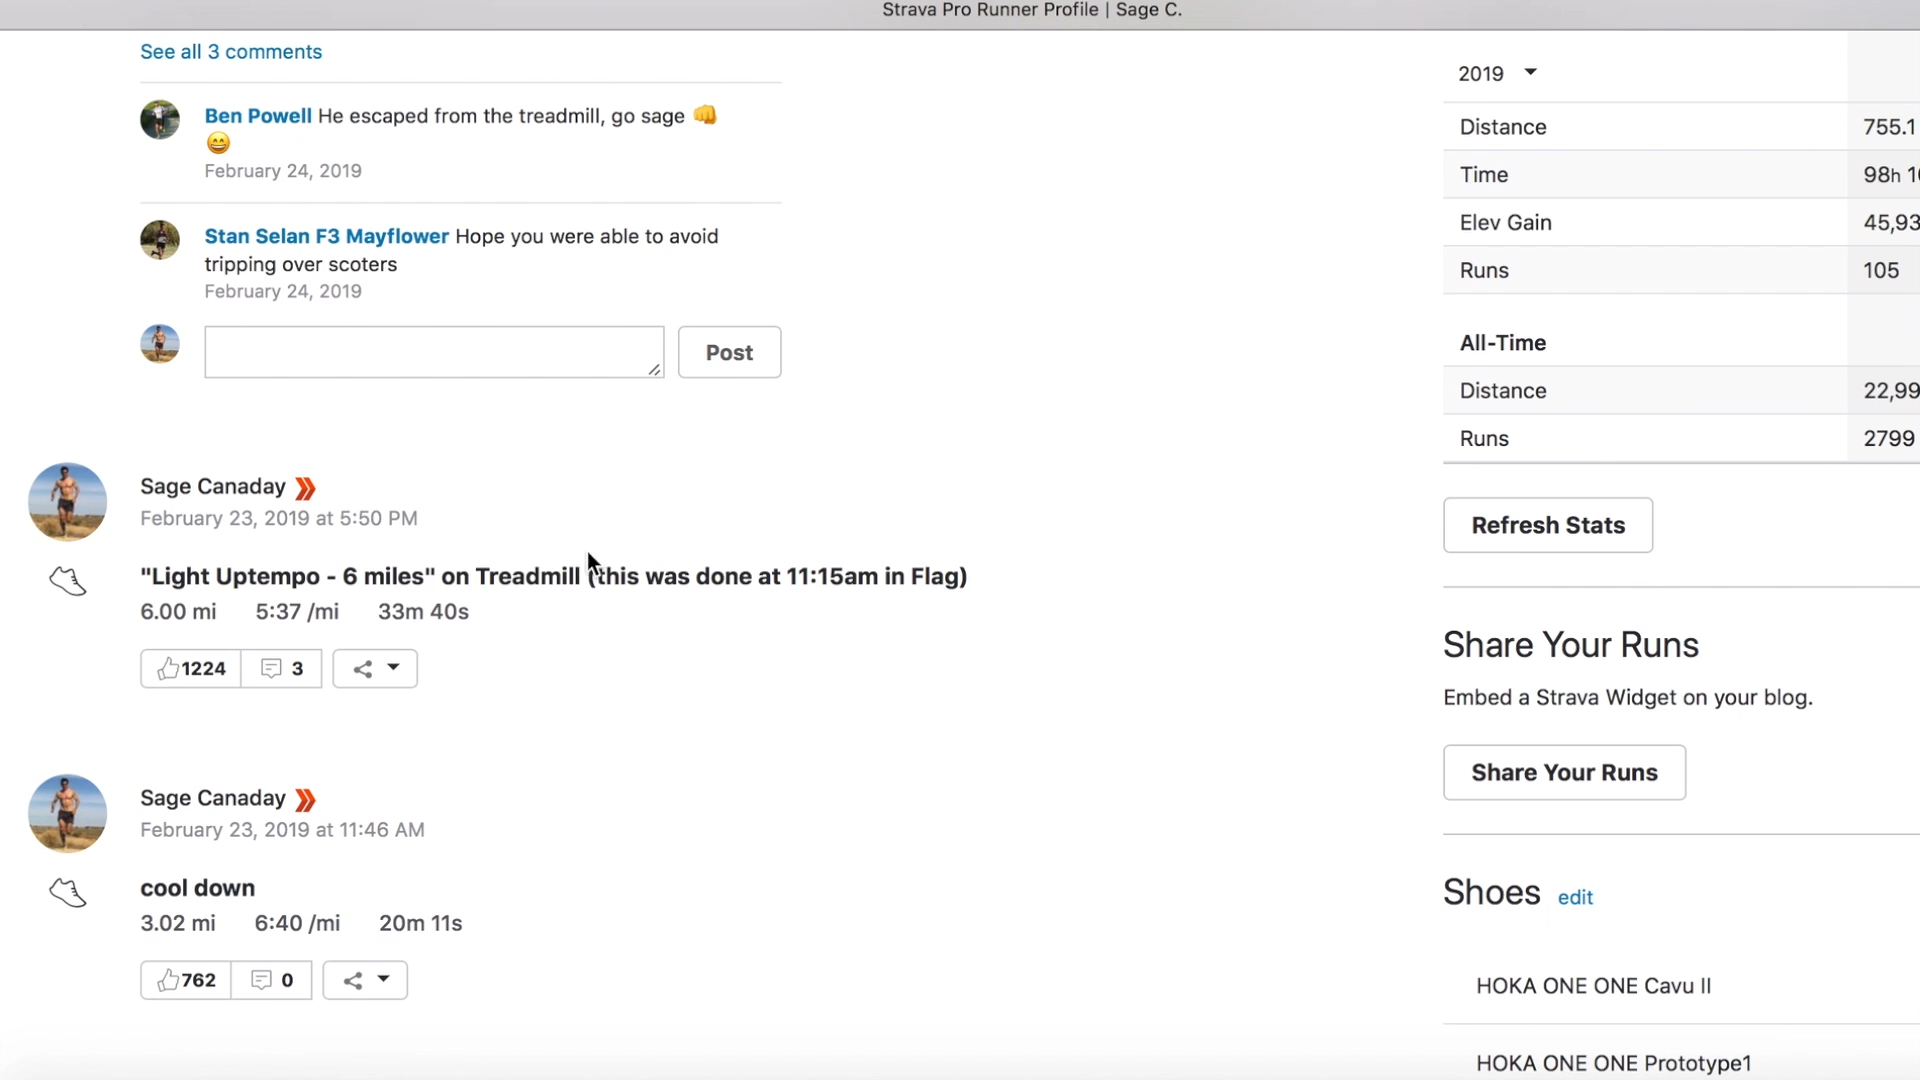 Strava Pro Runner Profile | Sage C.
See all 3 comments
Ben Powell He escaped from the treadmill, go sage 👊
😄
February 24, 2019
Stan Selan F3 Mayflower Hope you were able to avoid
tripping over scoters
February 24, 2019
Post
Sage Canaday
February 23, 2019 at 5:50 PM
"Light Uptempo - 6 miles" on Treadmill (this was done at 11:15am in Flag)
6.00 mi 5:37 /mi 33m 40s
1224 3
Sage Canaday
February 23, 2019 at 11:46 AM
cool down
3.02 mi 6:40 /mi 20m 11s
762 0
2019
Distance 755.1
Time 98h
Elev Gain 45,93
Runs 105
All-Time
Distance 22,99
Runs 2799
Refresh Stats
Share Your Runs
Embed a Strava Widget on your blog.
Share Your Runs
Shoes edit
HOKA ONE ONE Cavu II
HOKA ONE ONE Prototype1